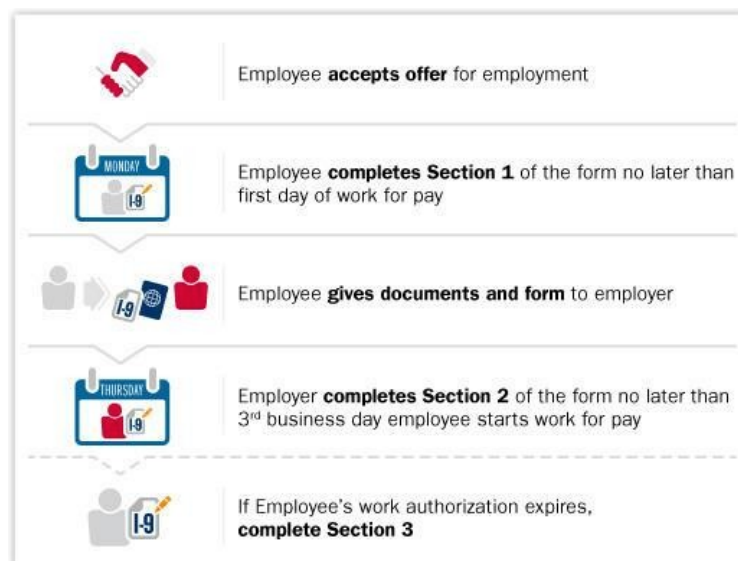 Employee accepts offer for employment
MONDAY
I-9
Employee completes Section 1 of the form no later than
first day of work for pay
I-9
Employee gives documents and form to employer
THURSDAY
I-9
Employer completes Section 2 of the form no later than
3rd business day employee starts work for pay
I-9
If Employee's work authorization expires,
complete Section 3